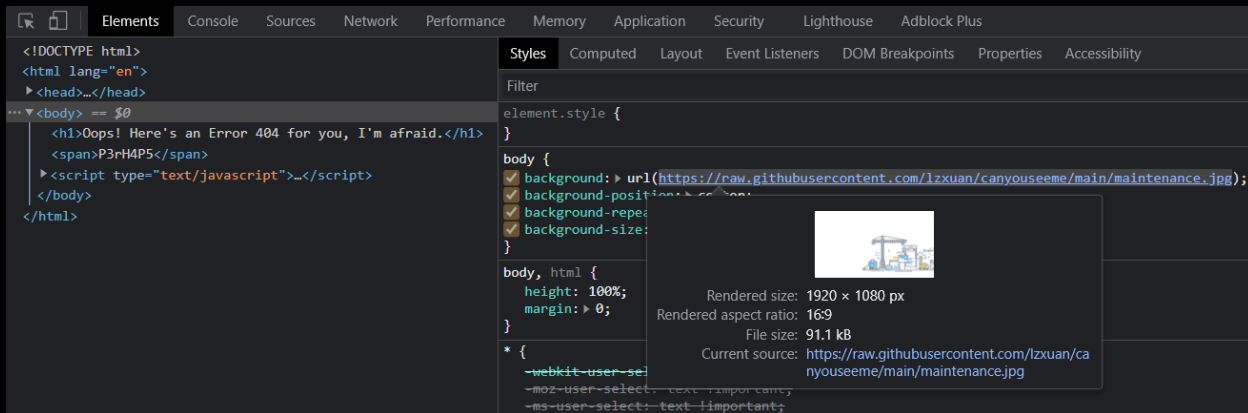 Elements Console Sources Network Performance Memory Application Security Lighthouse Adblock Plus
<!DOCTYPE html>
<html lang="en">
<head>…</head>
<body> == $0
<h1>Oops! Here's an Error 404 for you, I'm afraid.</h1>
<span>P3rH4P5</span>
<script type="text/javascript">…</script>
</body>
</html>
Styles Computed Layout Event Listeners DOM Breakpoints Properties Accessibility
Filter
element.style {
}
body {
background: url(https://raw.githubusercontent.com/lzxuan/canyouseeme/main/maintenance.jpg);
background-position:
background-repea
background-size:
}
body, html {
height: 100%;
margin: 0;
}
* {
-webkit-user-sel
-moz-user-select: text !important;
-ms-user-select: text !important;
Rendered size: 1920 × 1080 px
Rendered aspect ratio: 16:9
File size: 91.1 kB
Current source: https://raw.githubusercontent.com/lzxuan/ca
nyouseeme/main/maintenance.jpg